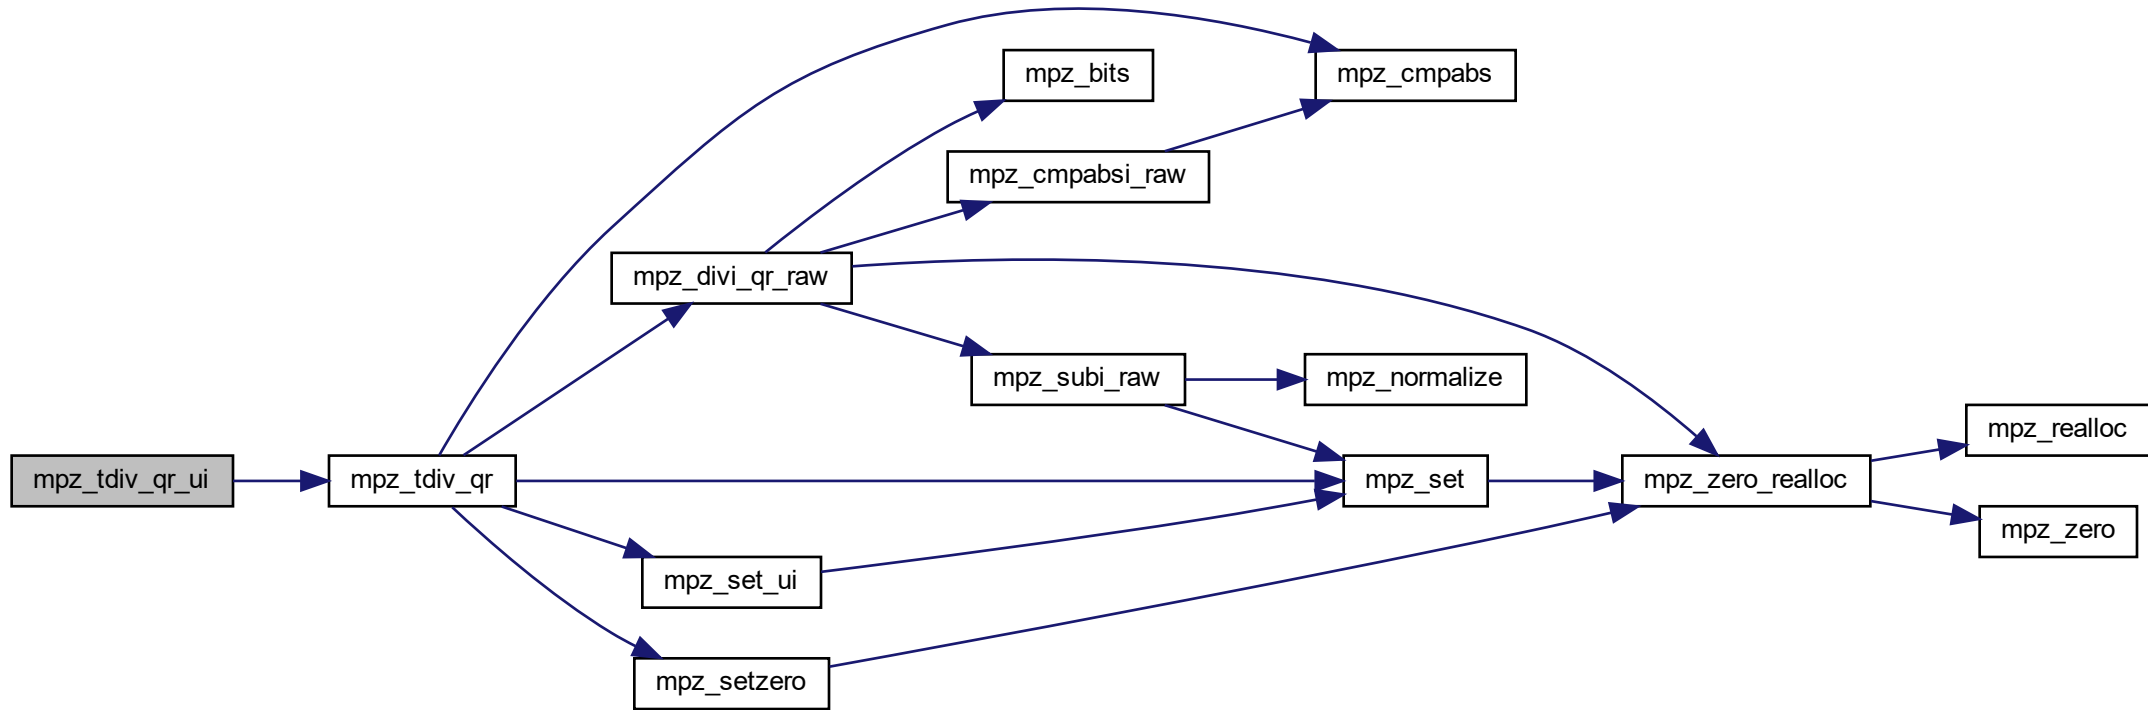 mpz_bits
mpz_cmpabs
mpz_cmpabsi_raw
mpz_divi_qr_raw
mpz_subi_raw
mpz_normalize
mpz_realloc
mpz_tdiv_qr_ui
mpz_tdiv_qr
mpz_set
mpz_zero_realloc
mpz_zero
mpz_set_ui
mpz_setzero